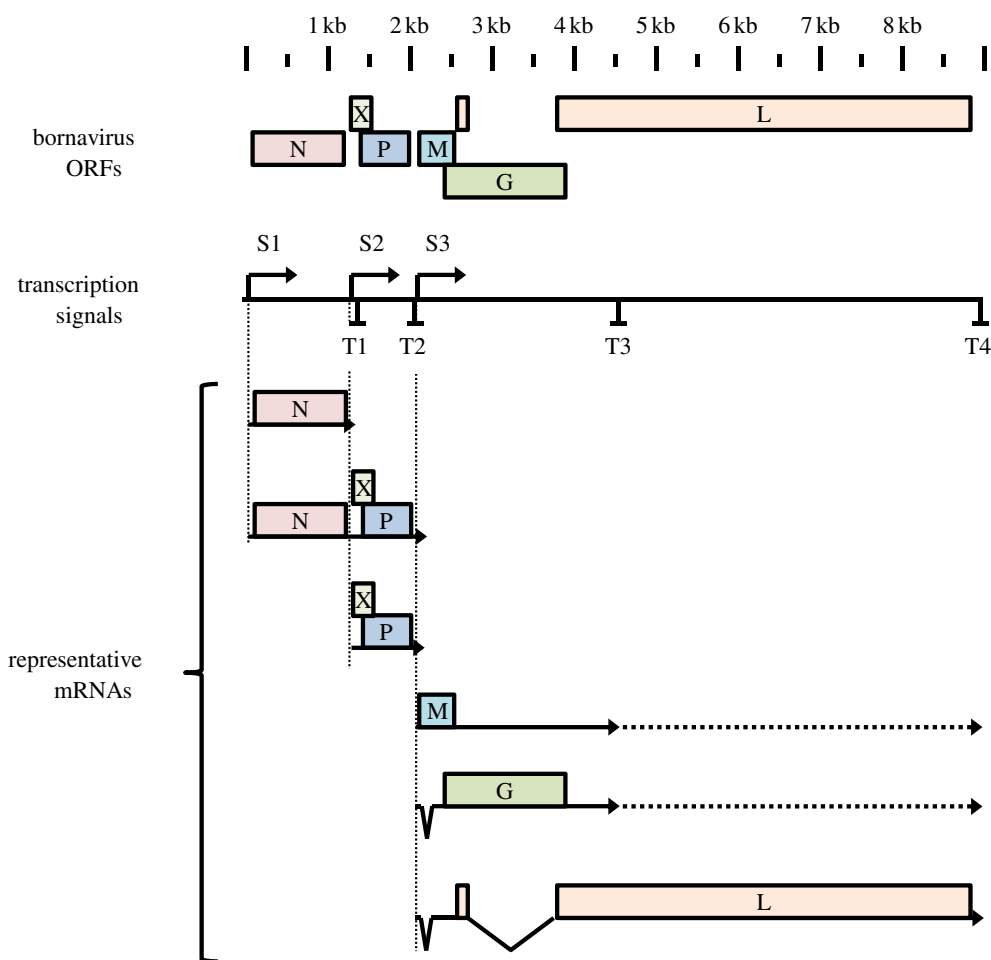 1 kb 2 kb 3 kb 4 kb 5 kb 6 kb 7 kb 8 kb
bornavirus
ORFs
X L
N P M
G
S1 S2 S3
transcription
signals
T1 T2 T3 T4
N
X
N P
X
P
representative
mRNAs
M
G
L